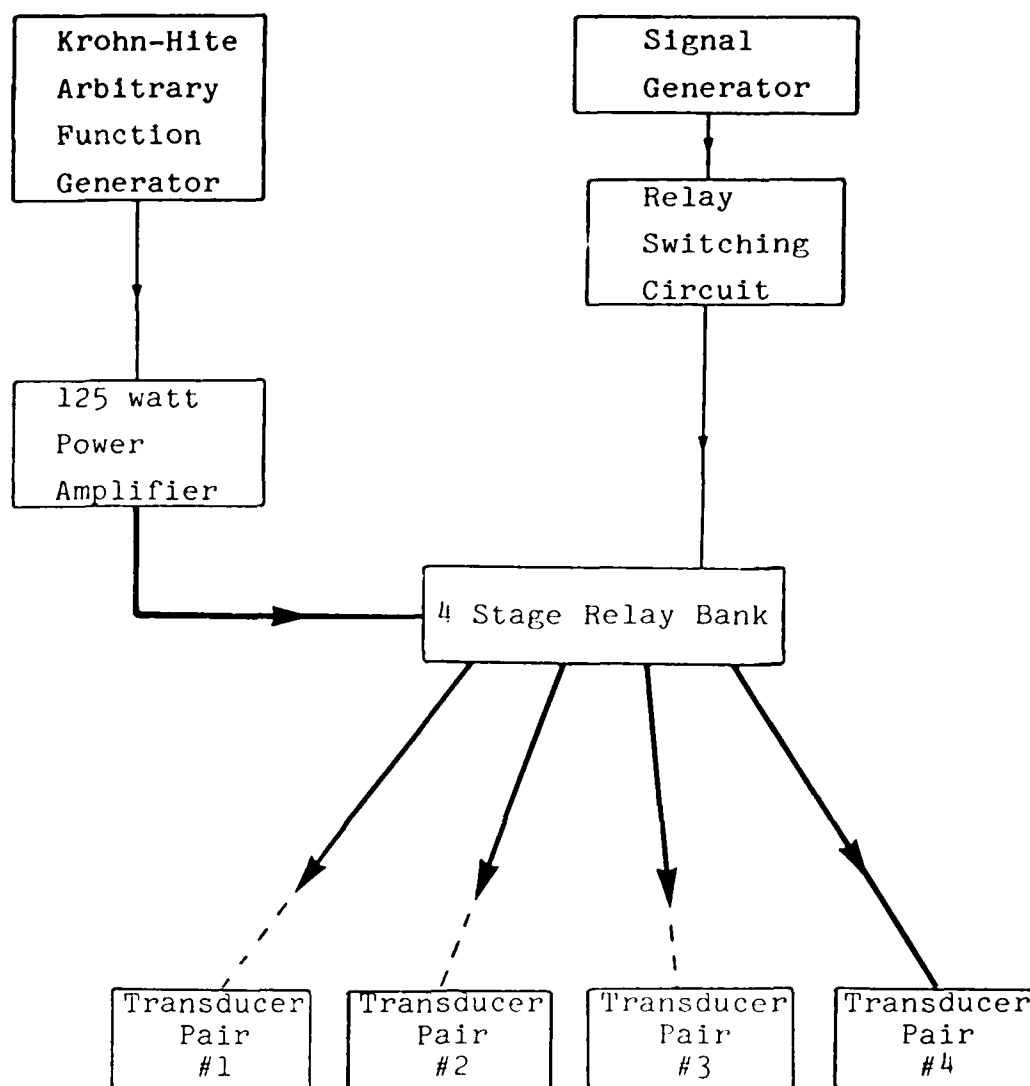 Krohn-Hite
Arbitrary
Function
Generator
Signal
Generator
Relay
Switching
Circuit
125 watt
Power
Amplifier
4 Stage Relay Bank
Transducer
Pair
#1
Transducer
Pair
#2
Transducer
Pair
#3
Transducer
Pair
#4